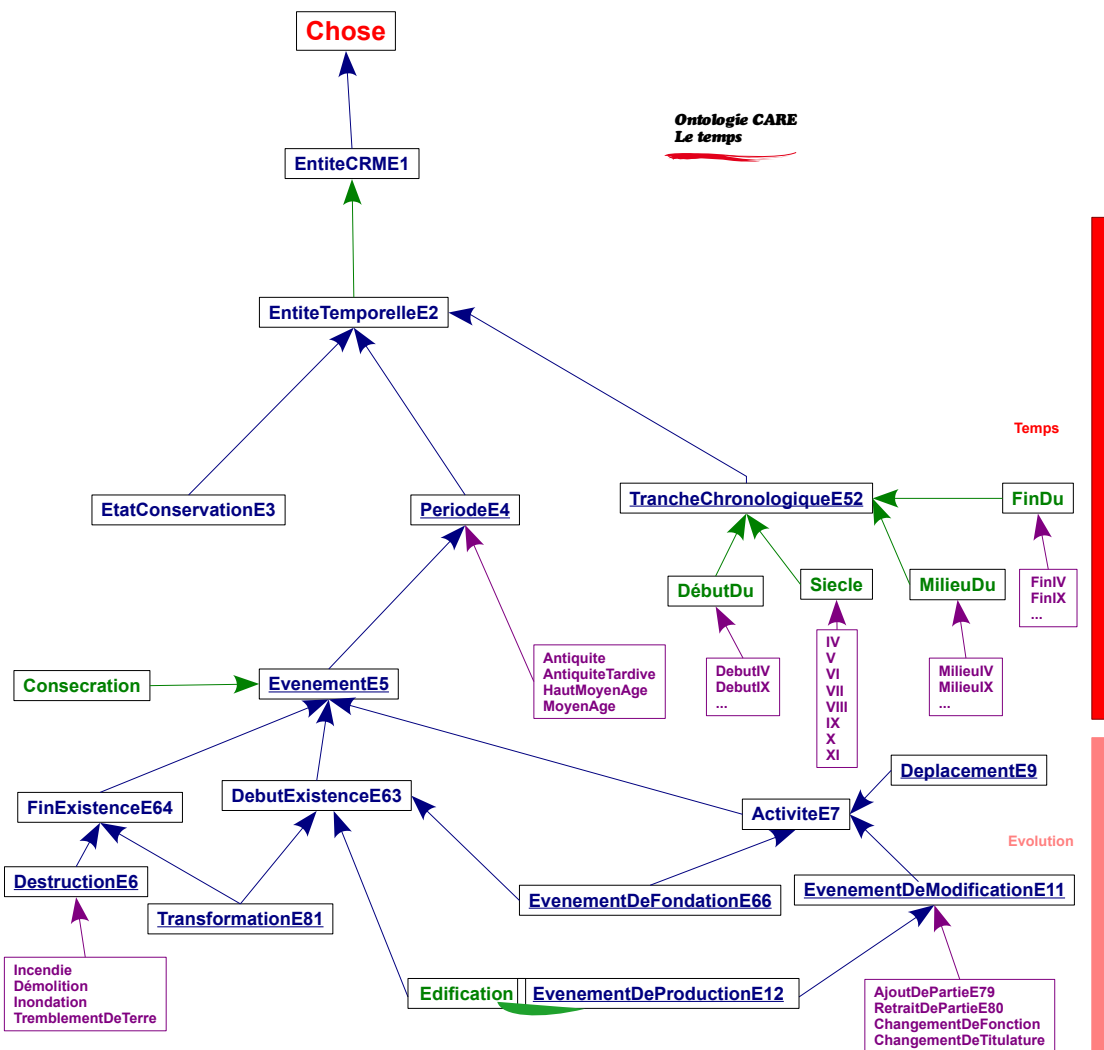 Chose
Ontologie CARE
Le temps
EntiteCRME1
EntiteTemporelleE2
Temps
EtatConservationE3
PeriodeE4
TrancheChronologiqueE52
FinDu
DébutDu
Siecle
MilieuDu
FinIV
FinIX
...
Antiquite
AntiquiteTardive
HautMoyenAge
MoyenAge
DebutIV
DebutIX
...
IV
V
VI
VII
VIII
IX
X
XI
MilieuIV
MilieuIX
...
Consecration
EvenementE5
DeplacementE9
FinExistenceE64
DebutExistenceE63
ActiviteE7
Evolution
DestructionE6
TransformationE81
EvenementDeFondationE66
EvenementDeModificationE11
Incendie
Démolition
Inondation
TremblementDeTerre
Edification
EvenementDeProductionE12
AjoutDePartieE79
RetraitDePartieE80
ChangementDeFonction
ChangementDeTitulature